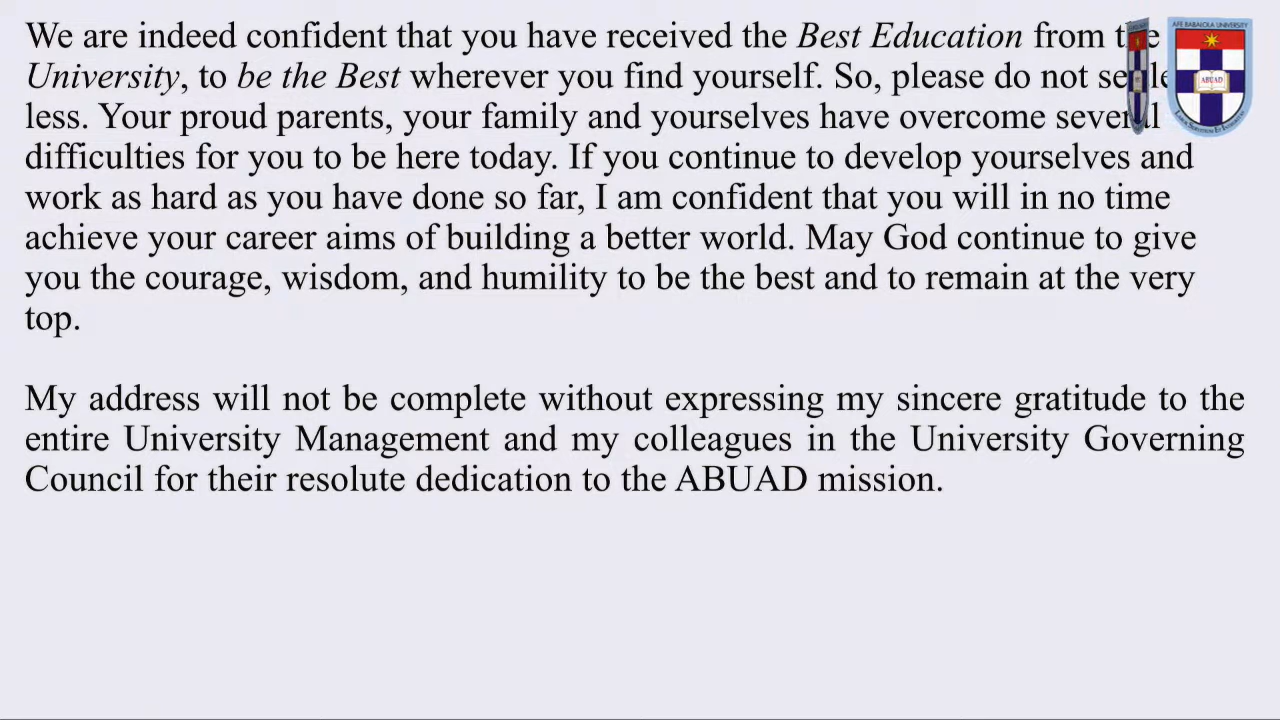 We are indeed confident that you have received the Best Education from the
University, to be the Best wherever you find yourself. So, please do not
less. Your proud parents, your family and yourselves have overcome several
difficulties for you to be here today. If you continue to develop yourselves and
work as hard as you have done so far, I am confident that you will in no time
achieve your career aims of building a better world. May God continue to give
you the courage, wisdom, and humility to be the best and to remain at the very
top.
My address will not be complete without expressing my sincere gratitude to the
entire University Management and my colleagues in the University Governing
Council for their resolute dedication to the ABUAD mission.
AFE BABALOLA UNIVERSITY
ABUAD